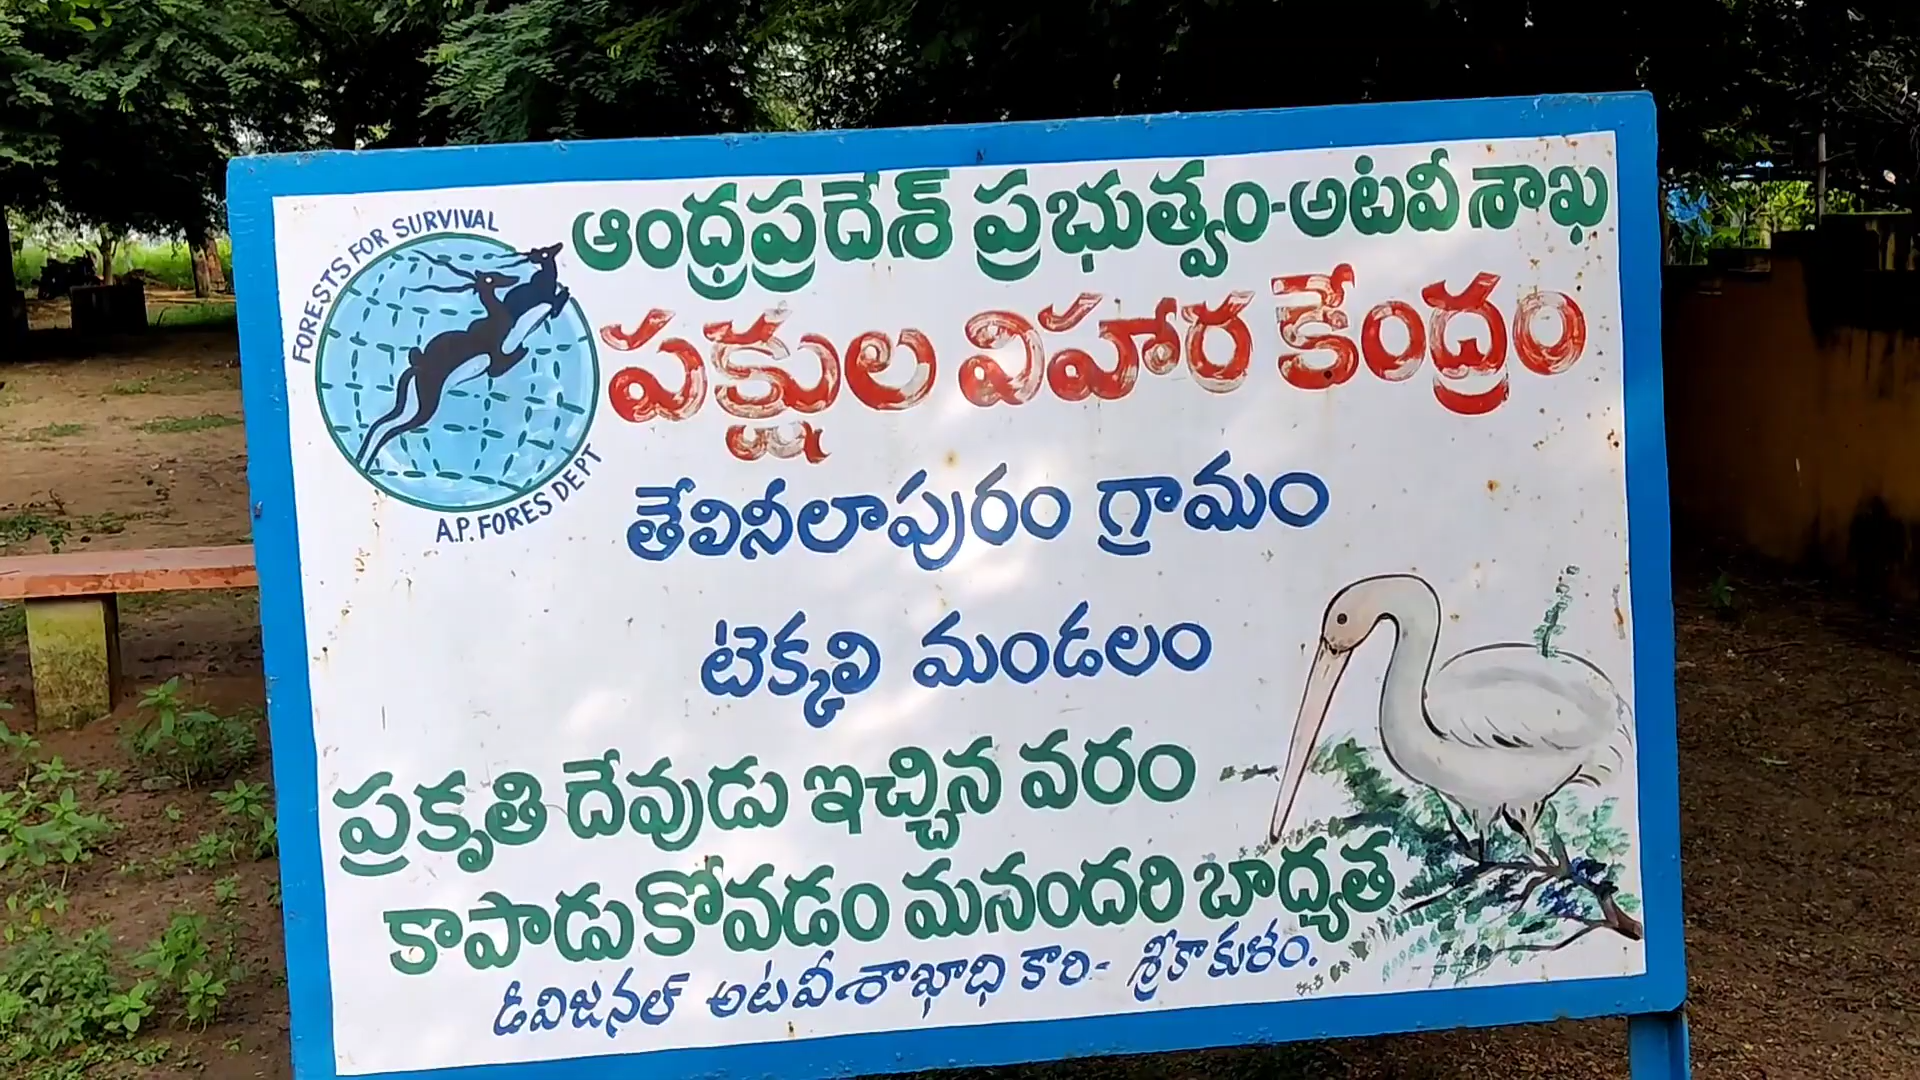 FORESTS FOR SURVIVAL
A.P. FORES DEPT
ఆంధ్రప్రదేశ్ ప్రభుత్వం-అటవీ శాఖ
పక్షుల విహార కేంద్రం
తేవినీలాపురం గ్రామం
టెక్కలి మండలం
ప్రకృతి దేవుడు ఇచ్చిన వరం -
కాపాడుకోవడం మనందరి బాధ్యత
డివిజనల్ అటవీశాఖాధి కారి- శ్రీకాకుళం.